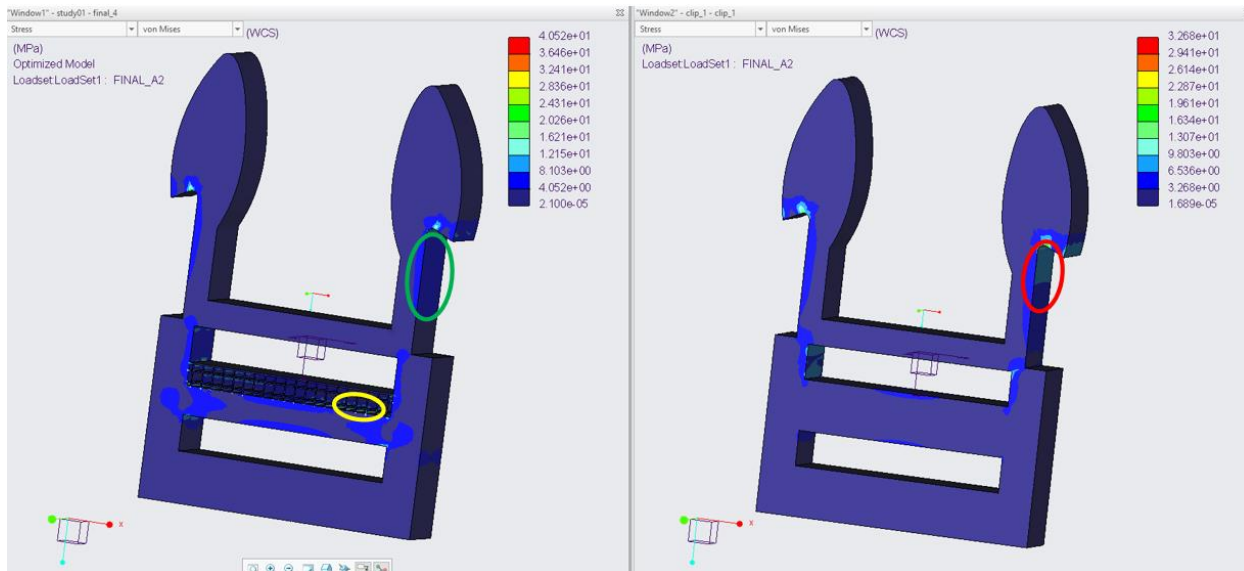 "Window1" - study01 - final_4
Stress
von Mises
(WCS)
(MPa)
Optimized Model
Loadset:LoadSet1 : FINAL_A2
4.052e+01
3.646e+01
3.241e+01
2.836e+01
2.431e+01
2.026e+01
1.621e+01
1.215e+01
8.103e+00
4.052e+00
2.100e-05
x
"Window2" - clip_1 - clip_1
Stress
von Mises
(WCS)
(MPa)
Loadset:LoadSet1 : FINAL_A2
3.268e+01
2.941e+01
2.614e+01
2.287e+01
1.961e+01
1.634e+01
1.307e+01
9.803e+00
6.536e+00
3.268e+00
1.689e-05
x